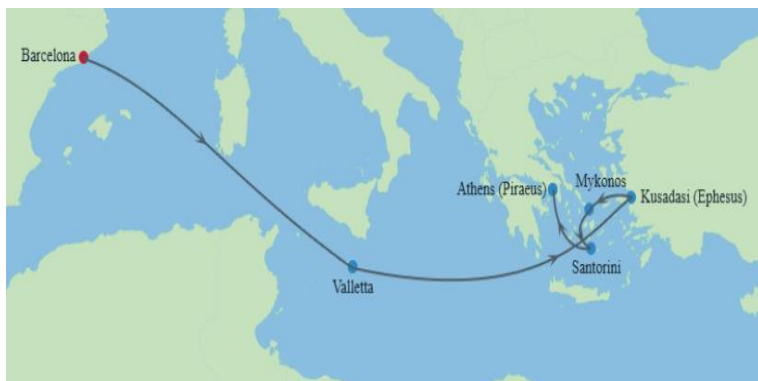 Barcelona
Mykonos
Athens (Piraeus)
Kusadasi (Ephesus)
Santorini
Valletta